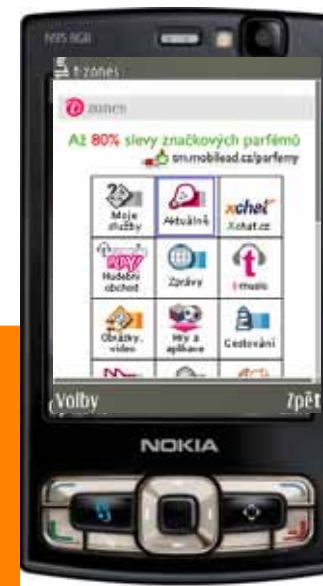 N95 8GB
t-zones
t zones
Až 80% slevy značkových parfémů
sm.mobilead.cz/parfemy
Moje služby
Aktuálně
xchat
Xchat.cz
Hudební obchod
Zprávy
t
t-music
Obrázky, video
Hry a aplikace
Cestování
Volby
Zpět
NOKIA